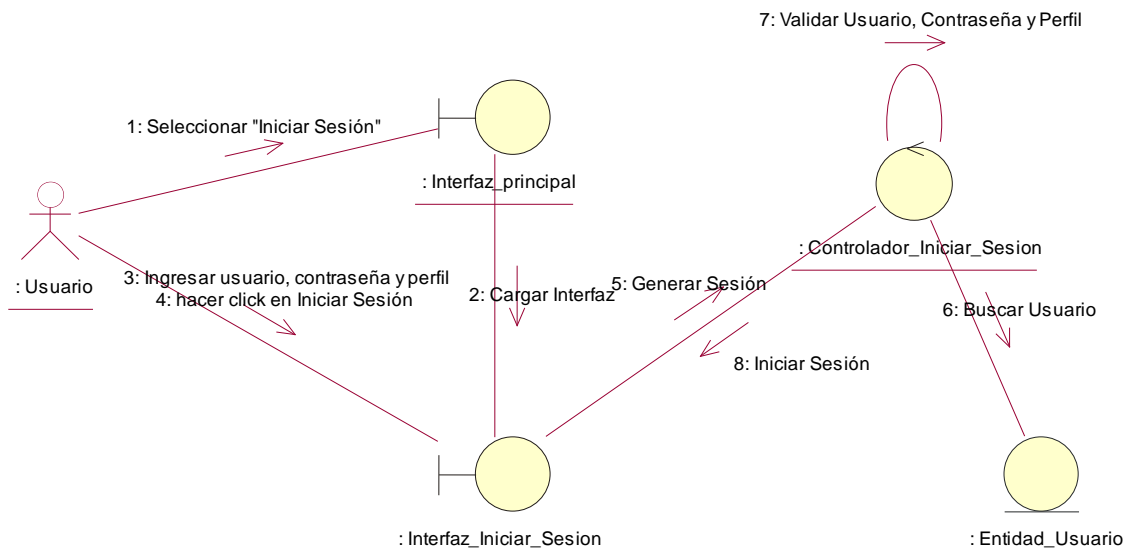 7: Validar Usuario, Contraseña y Perfil
1: Seleccionar "Iniciar Sesión"
: Interfaz_principal
: Controlador_Iniciar_Sesion
: Usuario
3: Ingresar usuario, contraseña y perfil
4: hacer click en Iniciar Sesión
2: Cargar Interfaz
5: Generar Sesión
6: Buscar Usuario
8: Iniciar Sesión
: Interfaz_Iniciar_Sesion
: Entidad_Usuario